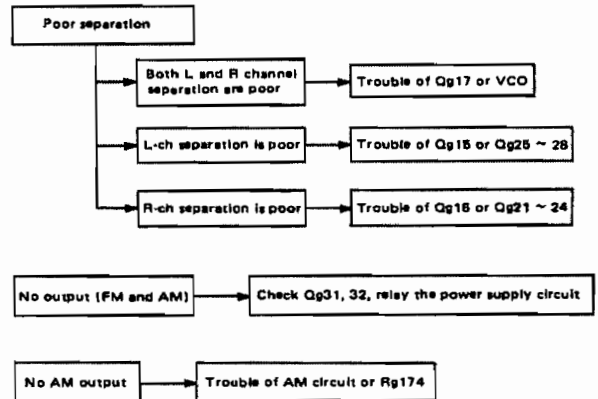 Poor separation
Both L and R channel
separation are poor
Trouble of Qg17 or VCO
L-ch separation is poor
Trouble of Qg15 or Qg25 ~ 28
R-ch separation is poor
Trouble of Qg16 or Qg21 ~ 24
No output (FM and AM)
Check Qg31, 32, relay the power supply circuit
No AM output
Trouble of AM circuit or Rg174